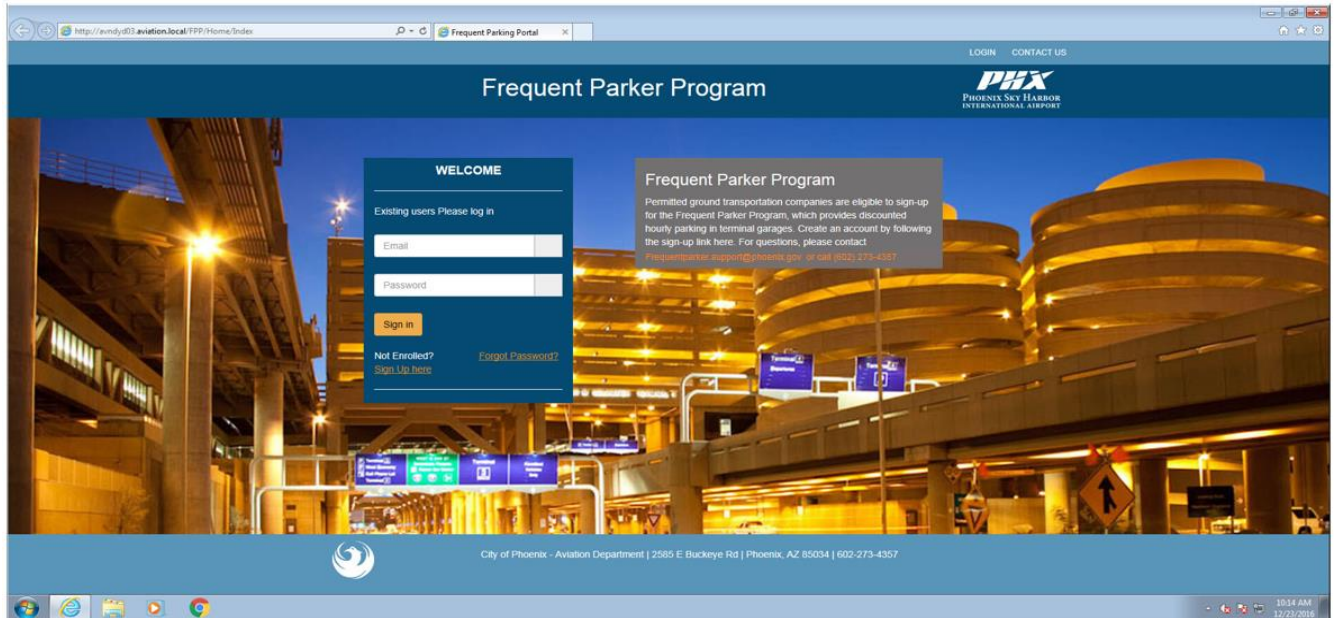 http://avndyd03.aviation.local/FPP/Home/Index
Frequent Parking Portal
LOGIN CONTACT US
Frequent Parker Program
PHX
PHOENIX SKY HARBOR
INTERNATIONAL AIRPORT
WELCOME
Existing users Please log in
Email
Password
Sign in
Not Enrolled? Forgot Password?
Sign Up here
Frequent Parker Program
Permitted ground transportation companies are eligible to sign-up
for the Frequent Parker Program, which provides discounted
hourly parking in terminal garages. Create an account by following
the sign-up link here. For questions, please contact
Frequentparker.support@phoenix.gov or call (602) 273-4357
Terminal
Departures
Terminal
3
City of Phoenix - Aviation Department | 2585 E Buckeye Rd | Phoenix, AZ 85034 | 602-273-4357
10:14 AM
12/23/2016